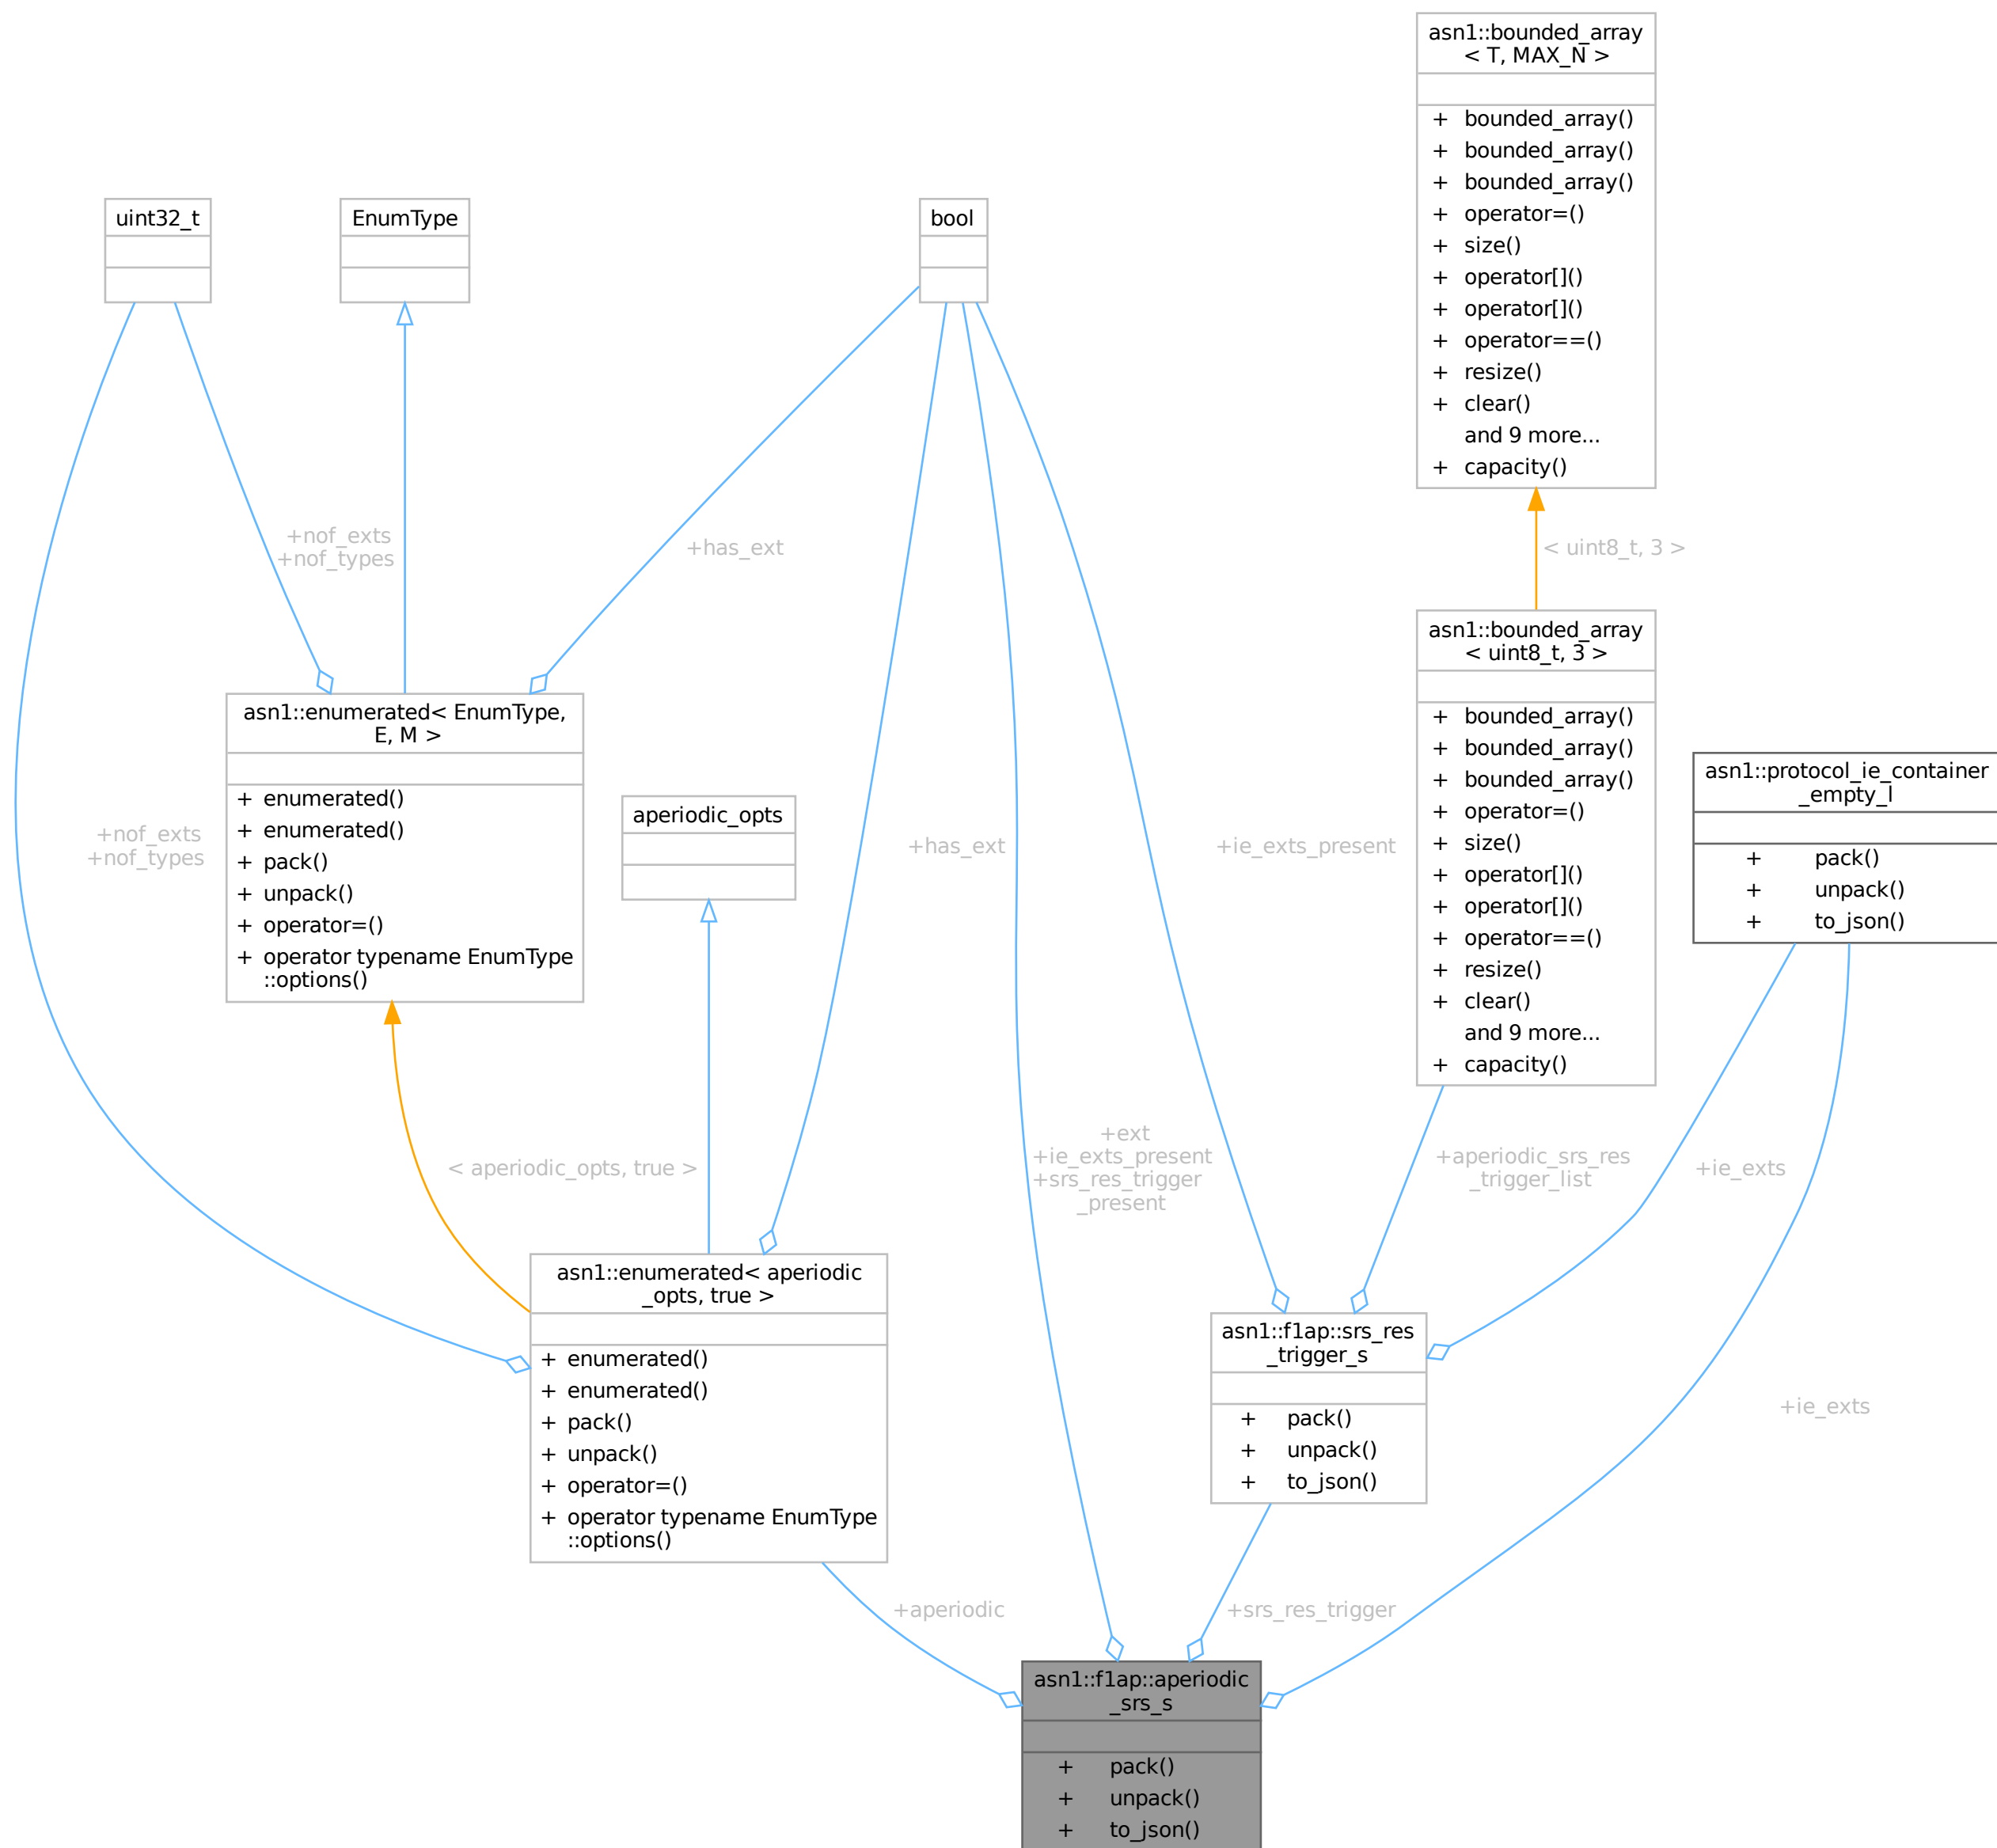 asn1::bounded_array
< T, MAX_N >
+ bounded_array()
+ bounded_array()
+ bounded_array()
+ operator=()
+ size()
+ operator[]()
+ operator[]()
+ operator==()
+ resize()
+ clear()
and 9 more...
+ capacity()
uint32_t
EnumType
bool
+nof_exts
+nof_types
+has_ext
< uint8_t, 3 >
asn1::bounded_array
< uint8_t, 3 >
+ bounded_array()
+ bounded_array()
+ bounded_array()
+ operator=()
+ size()
+ operator[]()
+ operator[]()
+ operator==()
+ resize()
+ clear()
and 9 more...
+ capacity()
asn1::enumerated< EnumType,
E, M >
+ enumerated()
+ enumerated()
+ pack()
+ unpack()
+ operator=()
+ operator typename EnumType
::options()
asn1::protocol_ie_container
_empty_l
+ pack()
+ unpack()
+ to_json()
aperiodic_opts
+nof_exts
+nof_types
+has_ext
+ie_exts_present
< aperiodic_opts, true >
+ext
+ie_exts_present
+srs_res_trigger
_present
+aperiodic_srs_res
_trigger_list
+ie_exts
asn1::enumerated< aperiodic
_opts, true >
+ enumerated()
+ enumerated()
+ pack()
+ unpack()
+ operator=()
+ operator typename EnumType
::options()
asn1::f1ap::srs_res
_trigger_s
+ pack()
+ unpack()
+ to_json()
+ie_exts
+aperiodic
+srs_res_trigger
asn1::f1ap::aperiodic
_srs_s
+ pack()
+ unpack()
+ to_json()